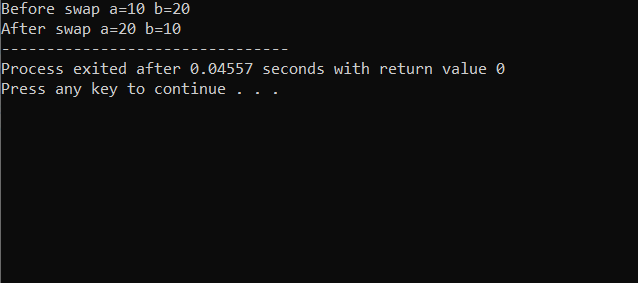 Before swap a=10 b=20
After swap a=20 b=10
--------------------------------
Process exited after 0.04557 seconds with return value 0
Press any key to continue . . .